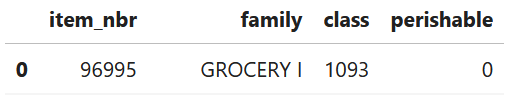 item_nbr family class perishable
0 96995 GROCERY I 1093 0